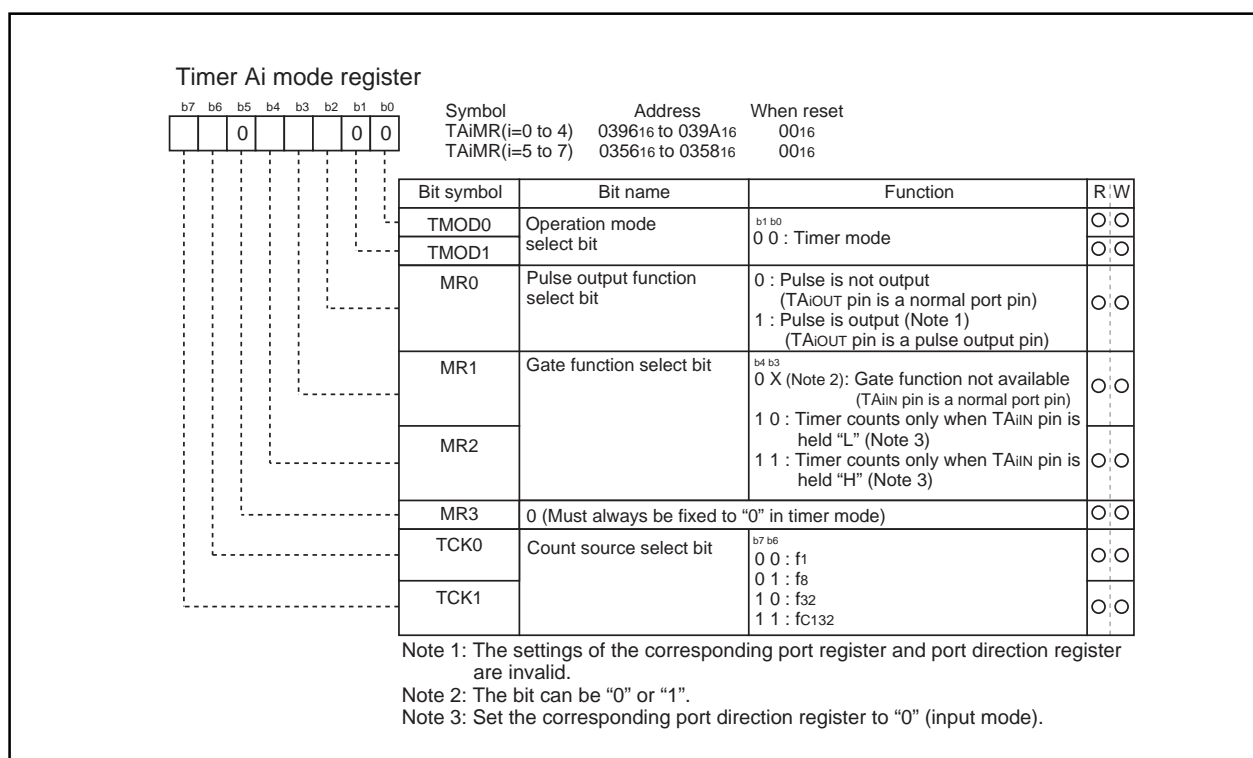 Timer Ai mode register
b7 b6 b5 b4 b3 b2 b1 b0
0 0 0
Symbol Address When reset
TAiMR(i=0 to 4) 039616 to 039A16 0016
TAiMR(i=5 to 7) 035616 to 035816 0016
Bit symbol Bit name Function R W
TMOD0 Operation mode select bit b1 b0
0 0 : Timer mode
TMOD1
MR0 Pulse output function select bit 0 : Pulse is not output
(TAiOUT pin is a normal port pin)
1 : Pulse is output (Note 1)
(TAiOUT pin is a pulse output pin)
MR1 Gate function select bit b4 b3
0 X (Note 2): Gate function not available
(TAiIN pin is a normal port pin)
1 0 : Timer counts only when TAiIN pin is
held “L” (Note 3)
MR2
1 1 : Timer counts only when TAiIN pin is
held “H” (Note 3)
MR3 0 (Must always be fixed to “0” in timer mode)
TCK0 Count source select bit b7 b6
0 0 : f1
0 1 : f8
TCK1
1 0 : f32
1 1 : fC132
Note 1: The settings of the corresponding port register and port direction register
are invalid.
Note 2: The bit can be “0” or “1”.
Note 3: Set the corresponding port direction register to “0” (input mode).